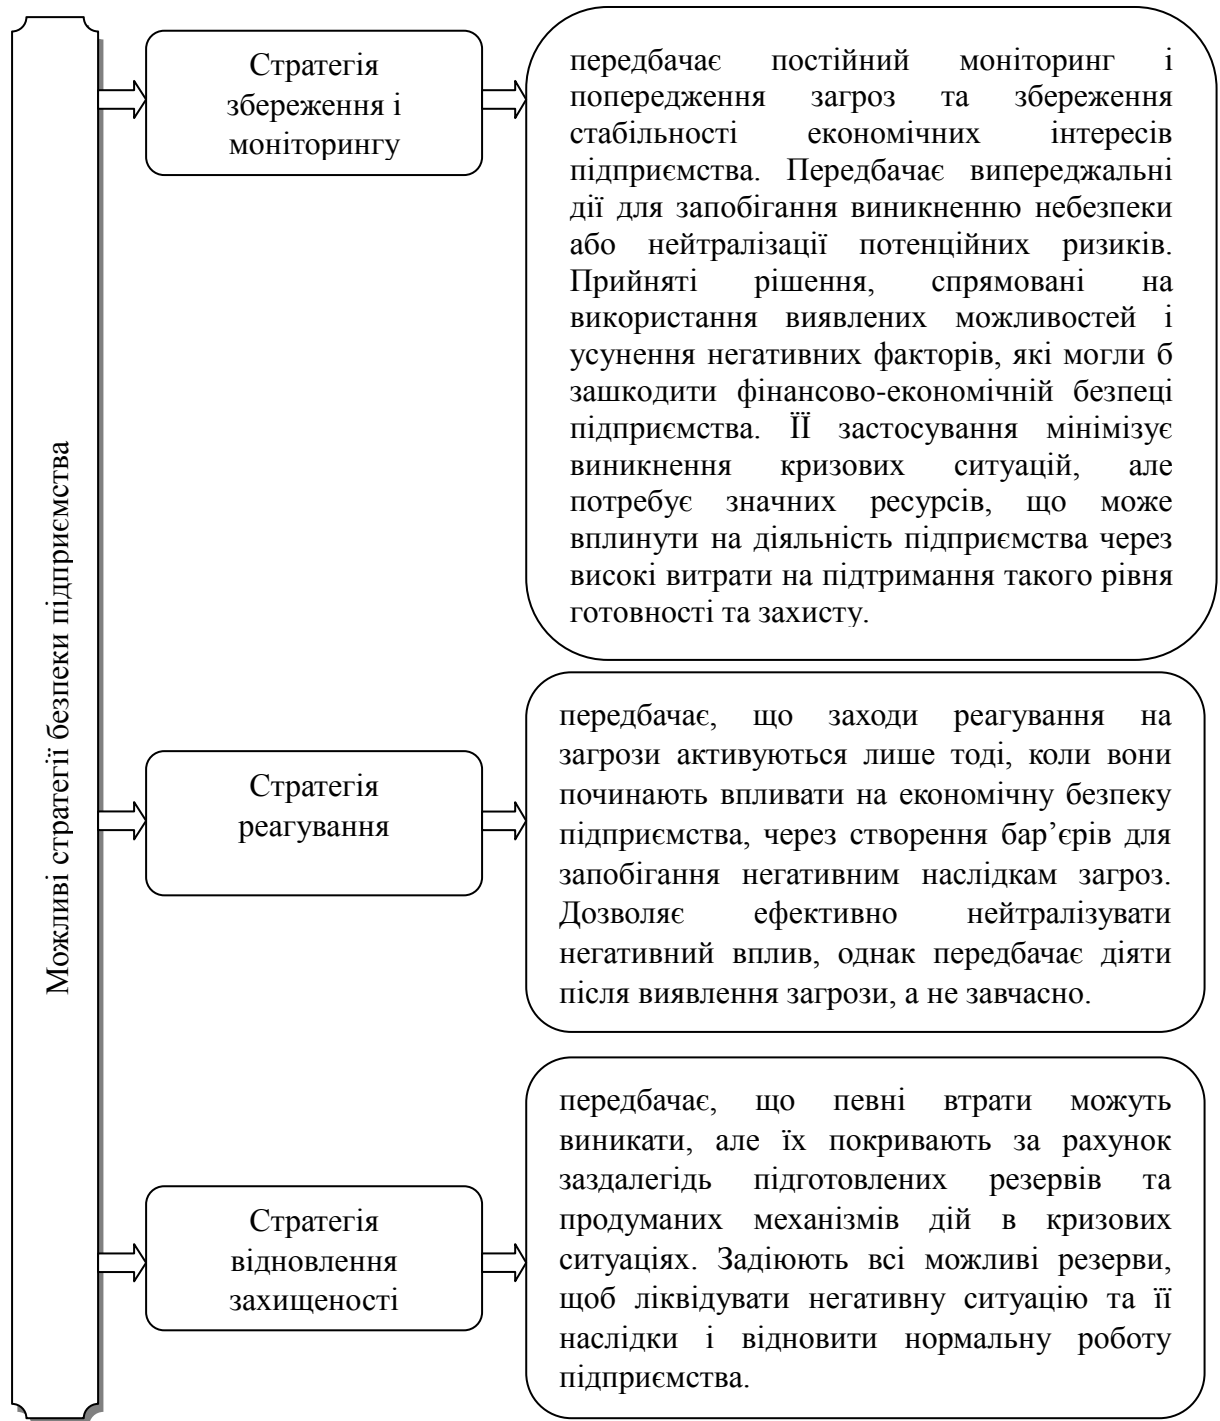 Можливі стратегії безпеки підприємства
Стратегія
збереження і
моніторингу
передбачає постійний моніторинг і
попередження загроз та збереження
стабільності економічних інтересів
підприємства. Передбачає випереджальні
дії для запобігання виникненню небезпеки
або нейтралізації потенційних ризиків.
Прийняті рішення, спрямовані на
використання виявлених можливостей і
усунення негативних факторів, які могли б
зашкодити фінансово-економічній безпеці
підприємства. ЇЇ застосування мінімізує
виникнення кризових ситуацій, але
потребує значних ресурсів, що може
вплинути на діяльність підприємства через
високі витрати на підтримання такого рівня
готовності та захисту.
Стратегія
реагування
передбачає, що заходи реагування на
загрози активуються лише тоді, коли вони
починають впливати на економічну безпеку
підприємства, через створення бар’єрів для
запобігання негативним наслідкам загроз.
Дозволяє ефективно нейтралізувати
негативний вплив, однак передбачає діяти
після виявлення загрози, а не завчасно.
Стратегія
відновлення
захищеності
передбачає, що певні втрати можуть
виникати, але їх покривають за рахунок
заздалегідь підготовлених резервів та
продуманих механізмів дій в кризових
ситуаціях. Задіюють всі можливі резерви,
щоб ліквідувати негативну ситуацію та її
наслідки і відновити нормальну роботу
підприємства.